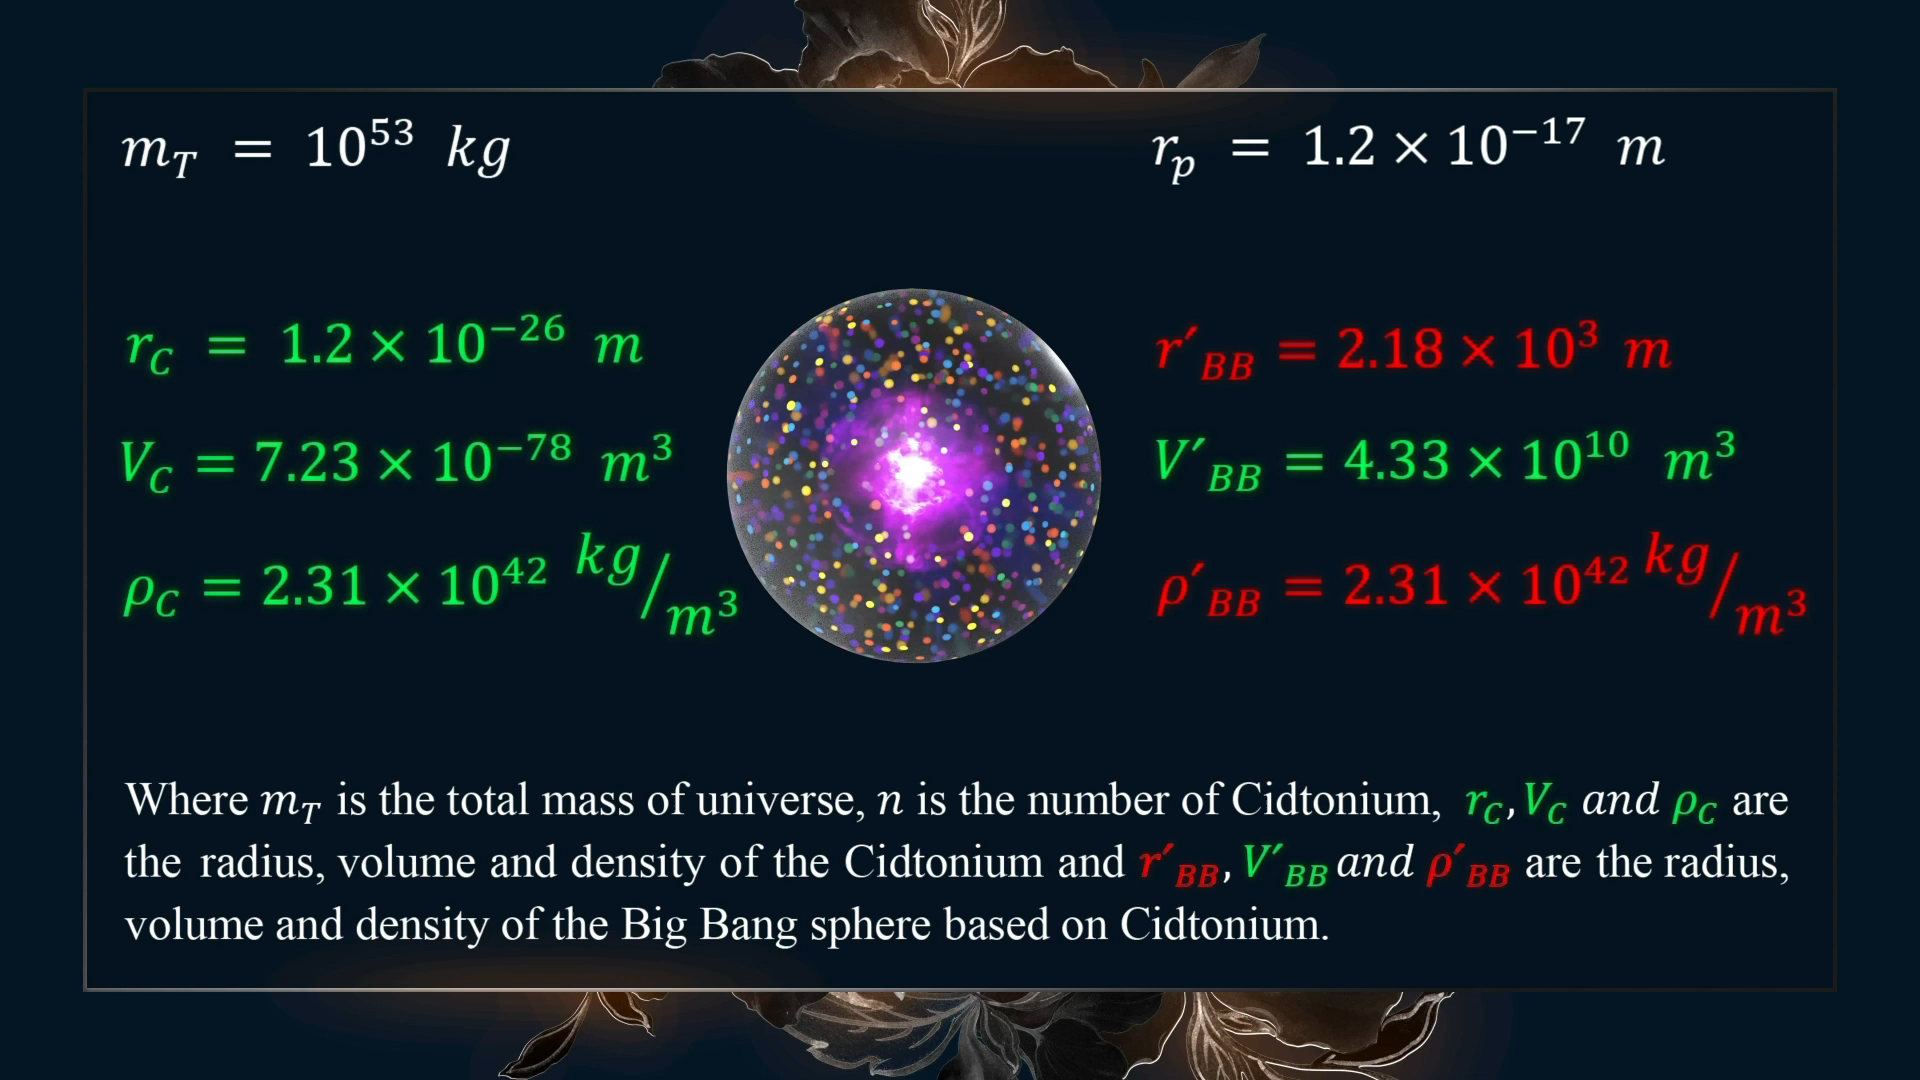 m_T = 10^53 kg
r_p = 1.2 × 10^−17 m
r_C = 1.2 × 10^−26 m
r′_BB = 2.18 × 10^3 m
V_C = 7.23 × 10^−78 m^3
V′_BB = 4.33 × 10^10 m^3
ρ_C = 2.31 × 10^42 kg/m^3
ρ′_BB = 2.31 × 10^42 kg/m^3
Where m_T is the total mass of universe, n is the number of Cidtonium, r_C, V_C and ρ_C are
the radius, volume and density of the Cidtonium and r′_BB, V′_BB and ρ′_BB are the radius,
volume and density of the Big Bang sphere based on Cidtonium.